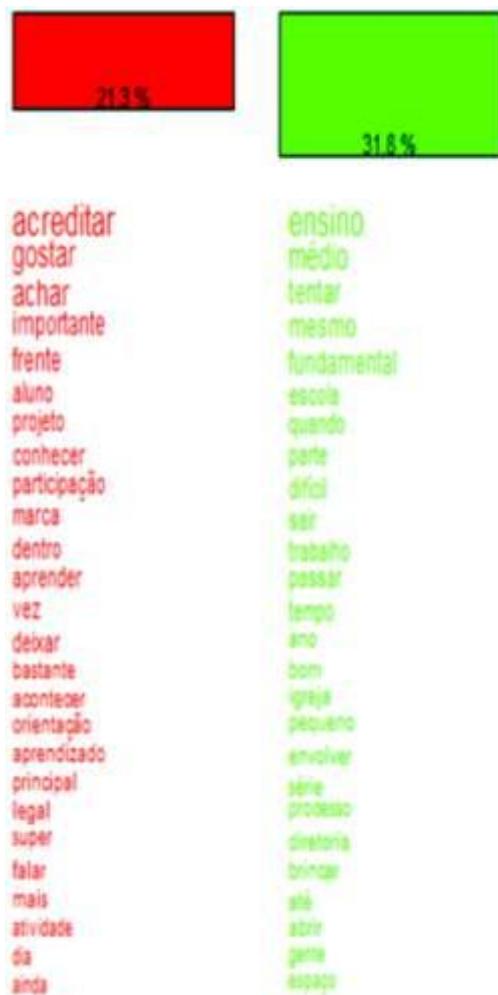 21,3 %
acreditar
gostar
achar
importante
frente
aluno
projeto
conhecer
participação
marca
dentro
aprender
vez
deixar
bastante
acontecer
orientação
aprendizado
principal
legal
super
falar
mais
atividade
dia
ainda
31,8 %
ensino
médio
tentar
mesmo
fundamental
escola
quando
parte
difícil
sair
trabalho
passar
tempo
ano
bom
igreja
pequeno
envolver
série
processo
diretoria
brincar
até
abrir
gente
espaço